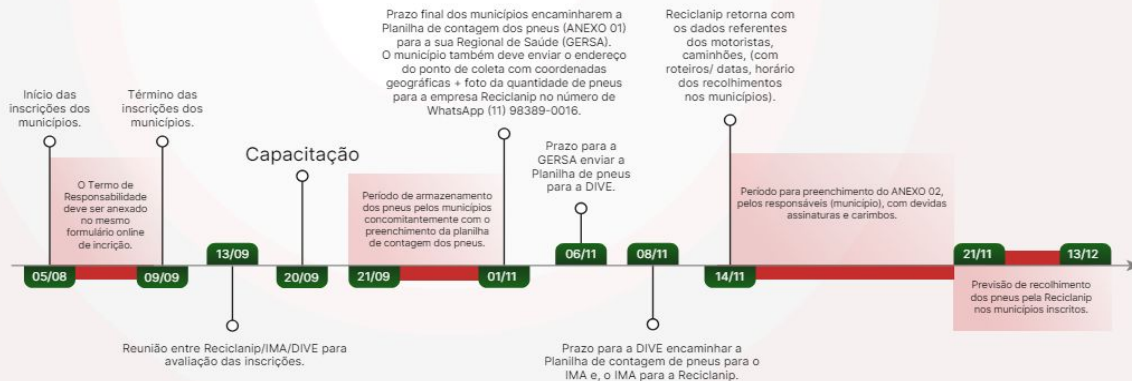 Início das
inscrições dos
municípios.
Término das
inscrições dos
municípios.
Capacitação
Prazo final dos municípios encaminharem a
Planilha de contagem dos pneus (ANEXO 01)
para a sua Regional de Saúde (GERSA).
O município também deve enviar o endereço
do ponto de coleta com coordenadas
geográficas + foto da quantidade de pneus
para a empresa Reciclanip no número de
WhatsApp (11) 98389-0016.
Prazo para a
GERSA enviar a
Planilha de pneus
para a DIVE.
Reciclanip retorna com
os dados referentes
dos motoristas,
caminhões, (com
roteiros/ datas, horário
dos recolhimentos
nos municípios).
O Termo de
Responsabilidade
deve ser anexado
no mesmo
formulário online
de incrição.
Período de armazenamento
dos pneus pelos municípios
concomitantemente com o
preenchimento da planilha
de contagem dos pneus.
Período para preenchimento do ANEXO 02,
pelos responsáveis (município), com devidas
assinaturas e carimbos.
05/08
09/09
13/09
20/09
21/09
01/11
06/11
08/11
14/11
21/11
13/12
Reunião entre Reciclanip/IMA/DIVE para
avaliação das inscrições.
Prazo para a DIVE encaminhar a
Planilha de contagem de pneus para o
IMA e, o IMA para a Reciclanip.
Previsão de recolhimento
dos pneus pela Reciclanip
nos municípios inscritos.